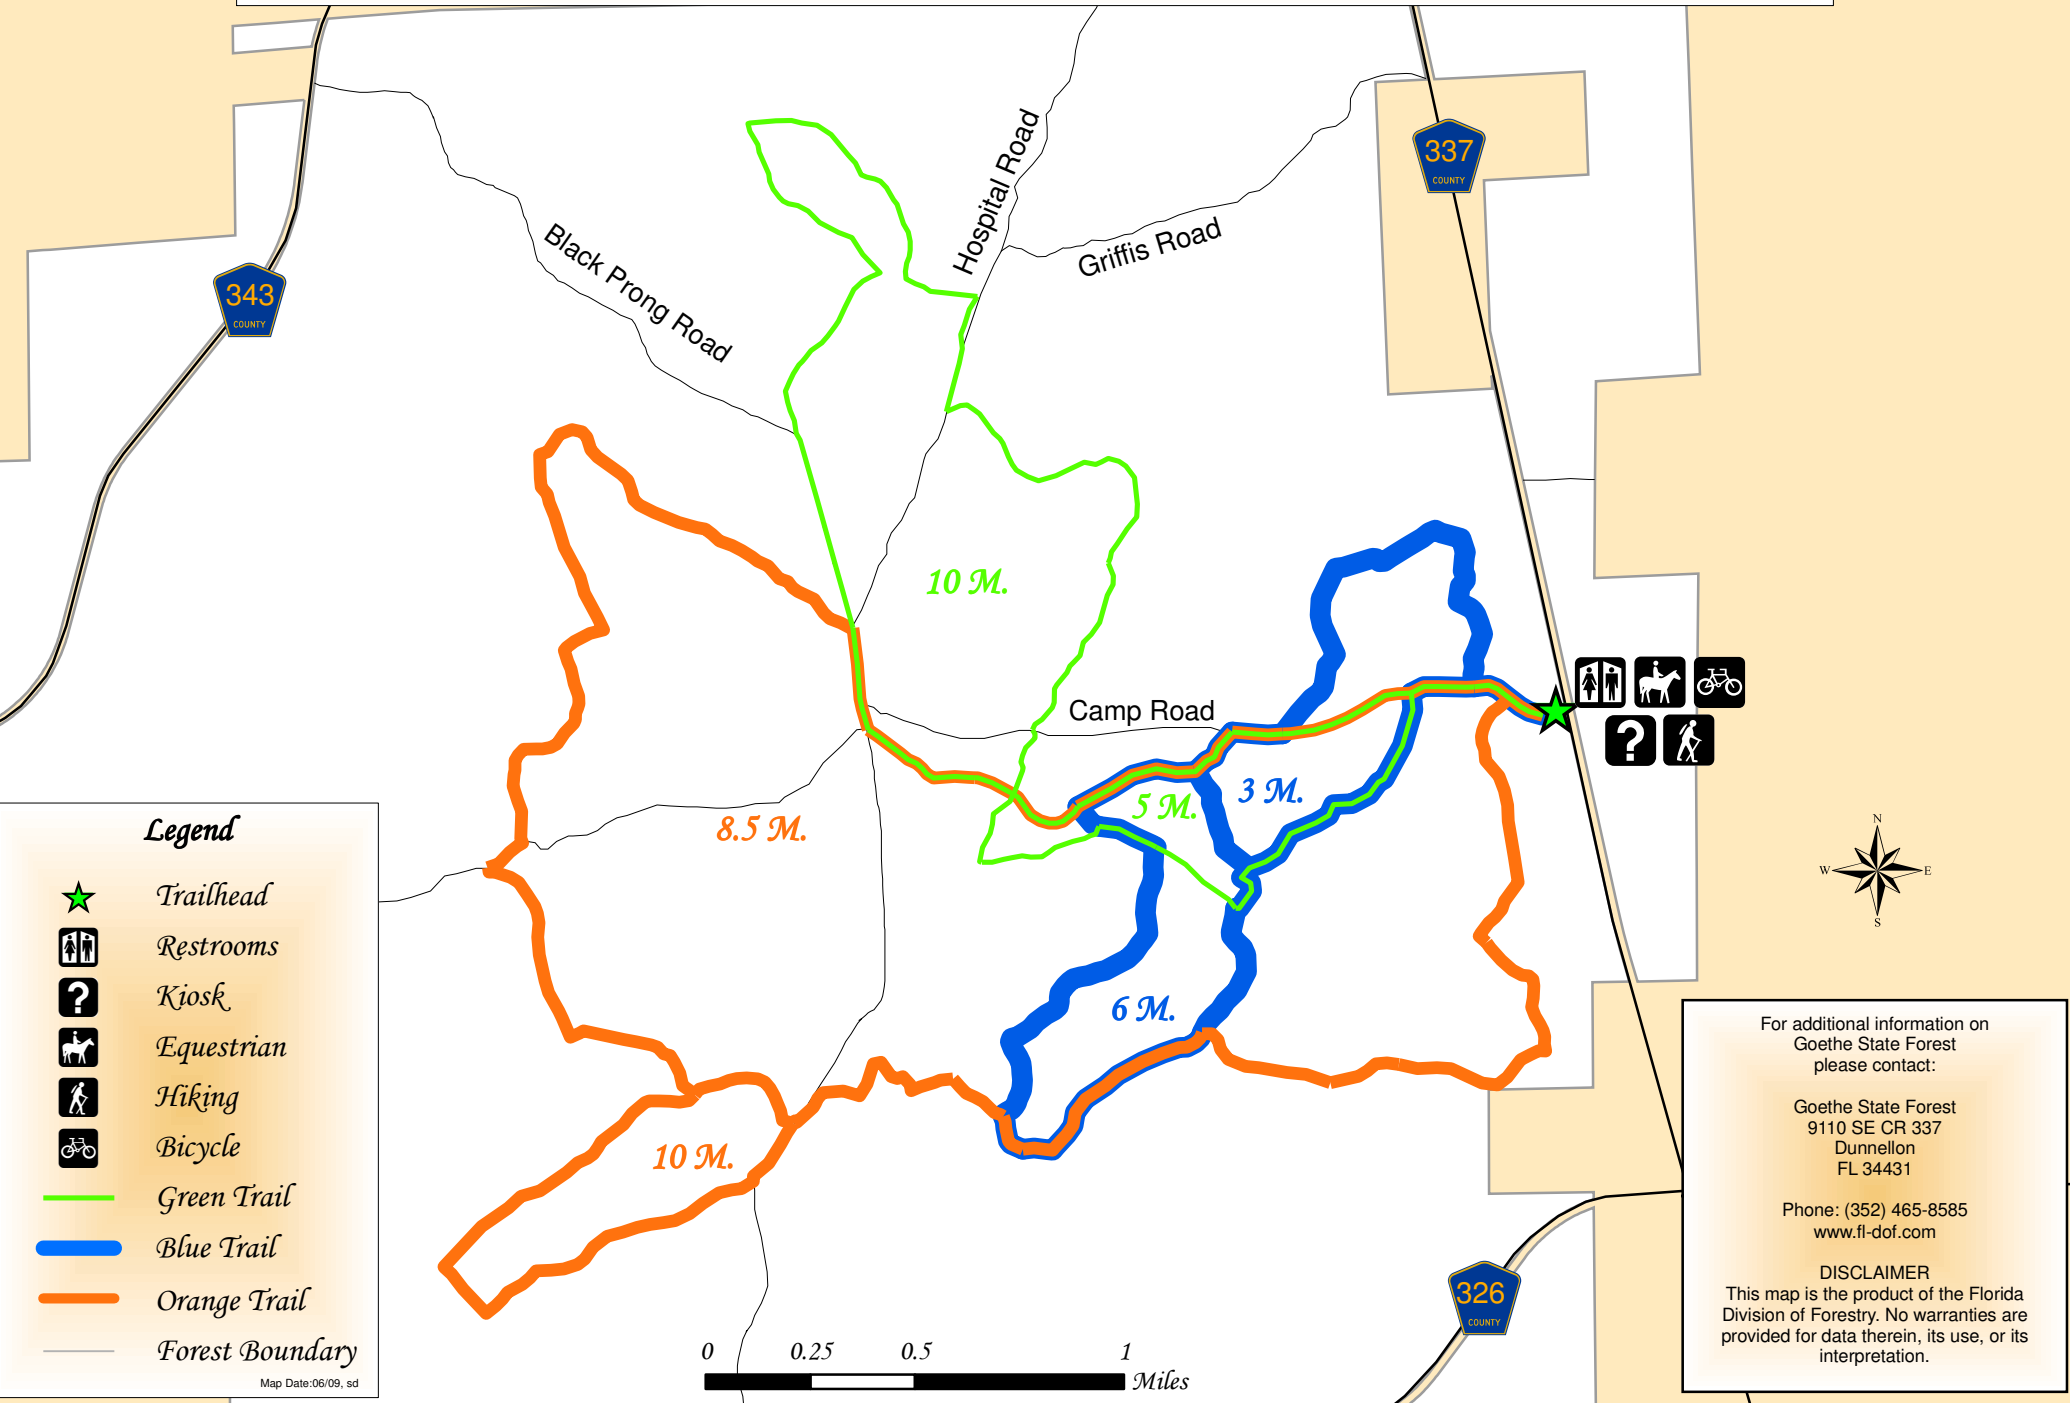 337
COUNTY
343
COUNTY
Hospital Road
Griffis Road
Black Prong Road
10 M.
Camp Road
3 M.
5 M.
8.5 M.
6 M.
10 M.
N
W
E
S
Legend
Trailhead
Restrooms
?
Kiosk
Equestrian
Hiking
Bicycle
Green Trail
Blue Trail
Orange Trail
Forest Boundary
Map Date:06/09, sd
?
0 0.25 0.5 1
Miles
326
COUNTY
For additional information on
Goethe State Forest
please contact:
Goethe State Forest
9110 SE CR 337
Dunnellon
FL 34431
Phone: (352) 465-8585
www.fl-dof.com
DISCLAIMER
This map is the product of the Florida
Division of Forestry. No warranties are
provided for data therein, its use, or its
interpretation.